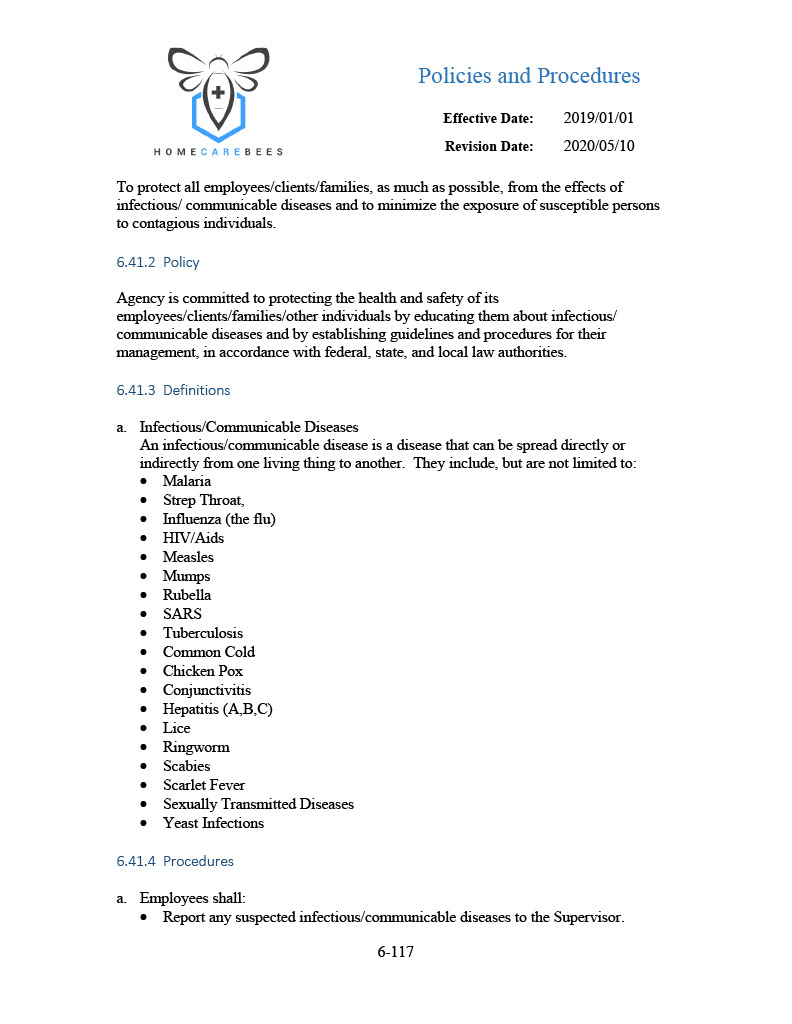 HOMECAREBEES
Policies and Procedures
Effective Date: 2019/01/01
Revision Date: 2020/05/10
To protect all employees/clients/families, as much as possible, from the effects of
infectious/ communicable diseases and to minimize the exposure of susceptible persons
to contagious individuals.
6.41.2 Policy
Agency is committed to protecting the health and safety of its
employees/clients/families/other individuals by educating them about infectious/
communicable diseases and by establishing guidelines and procedures for their
management, in accordance with federal, state, and local law authorities.
6.41.3 Definitions
a. Infectious/Communicable Diseases
An infectious/communicable disease is a disease that can be spread directly or
indirectly from one living thing to another. They include, but are not limited to:
• Malaria
• Strep Throat,
• Influenza (the flu)
• HIV/Aids
• Measles
• Mumps
• Rubella
• SARS
• Tuberculosis
• Common Cold
• Chicken Pox
• Conjunctivitis
• Hepatitis (A,B,C)
• Lice
• Ringworm
• Scabies
• Scarlet Fever
• Sexually Transmitted Diseases
• Yeast Infections
6.41.4 Procedures
a. Employees shall:
• Report any suspected infectious/communicable diseases to the Supervisor.
6-117